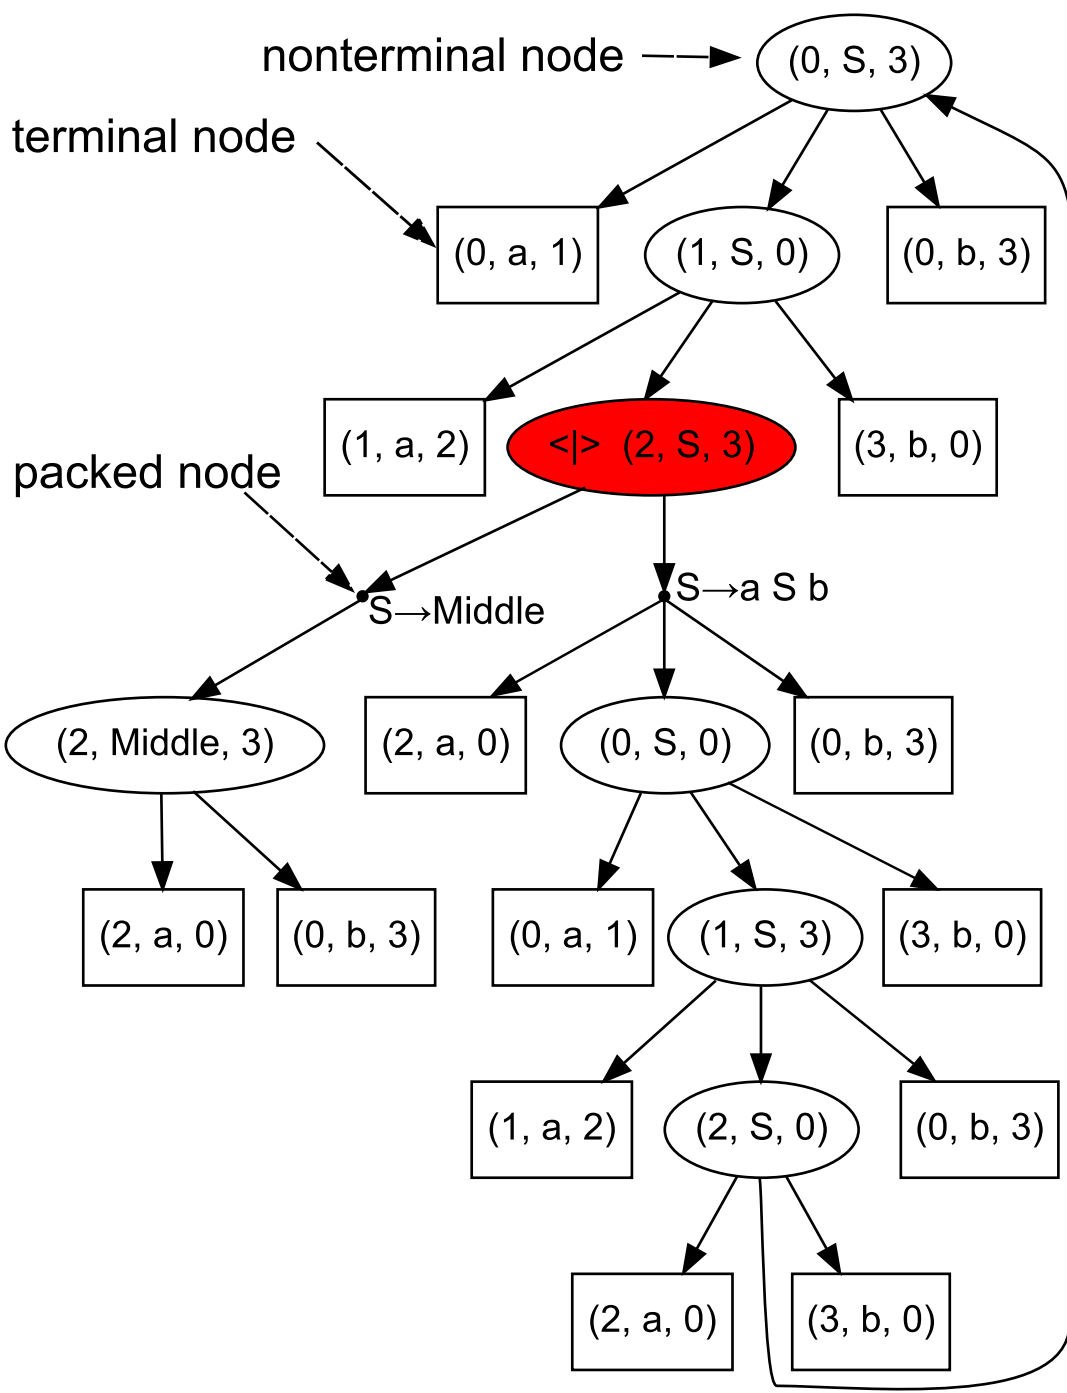 nonterminal node
(0, S, 3)
terminal node
(0, a, 1)
(1, S, 0)
(0, b, 3)
(1, a, 2)
<|> (2, S, 3)
(3, b, 0)
packed node
S→Middle
S→a S b
(2, Middle, 3)
(2, a, 0)
(0, S, 0)
(0, b, 3)
(2, a, 0)
(0, b, 3)
(0, a, 1)
(1, S, 3)
(3, b, 0)
(1, a, 2)
(2, S, 0)
(0, b, 3)
(2, a, 0)
(3, b, 0)